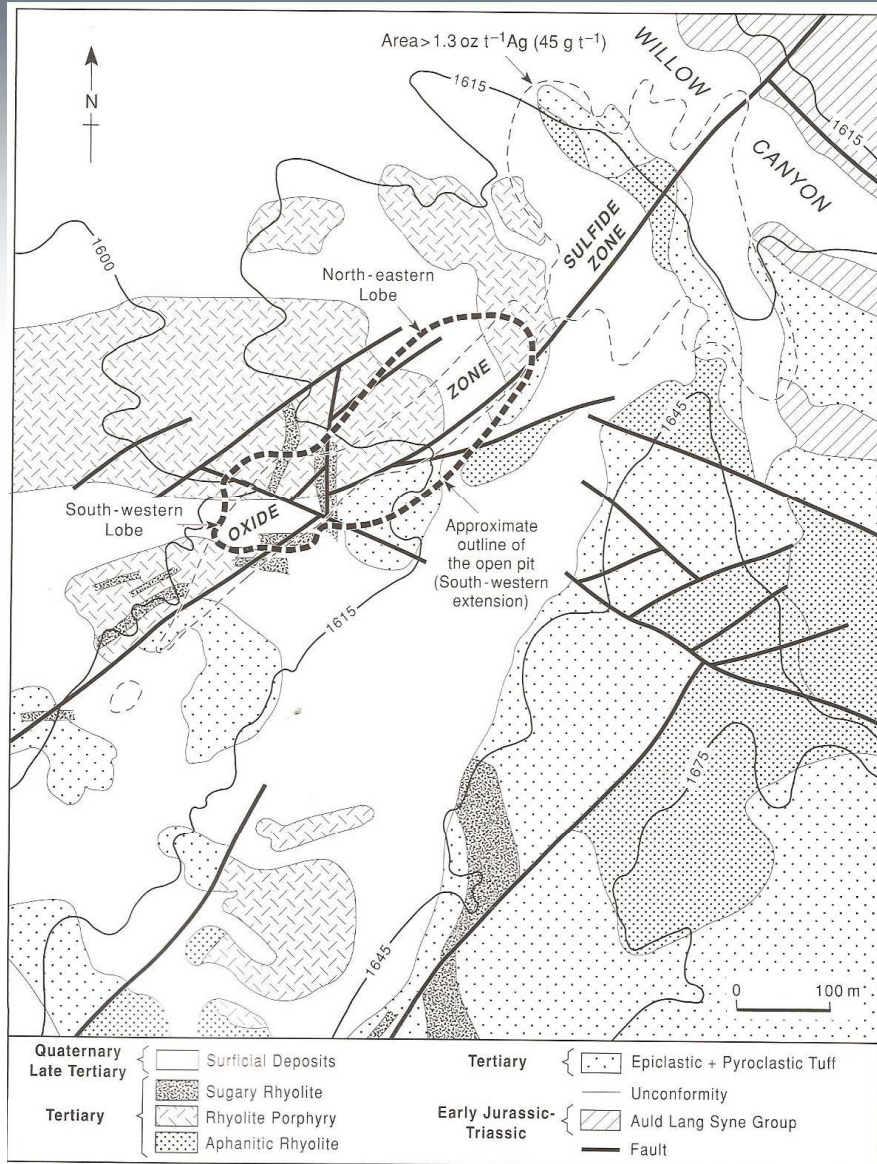 Area > 1.3 oz t⁻¹Ag (45 g t⁻¹)
WILLOW
CANYON
N
1615
1615
1600
SULFIDE
ZONE
North-eastern
Lobe
ZONE
1645
South-western
Lobe
OXIDE
Approximate
outline of
the open pit
(South-western
extension)
1615
1675
1645
0 100 m
Quaternary
Late Tertiary
Surficial Deposits
Tertiary
Sugary Rhyolite
Rhyolite Porphyry
Aphanitic Rhyolite
Tertiary
Epiclastic + Pyroclastic Tuff
Unconformity
Early Jurassic-
Triassic
Auld Lang Syne Group
Fault